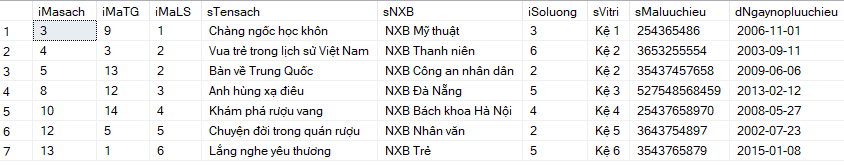 iMasach iMaTG iMaLS sTensach sNXB iSoluong sVitri sMaluuchieu dNgaynopluuchieu
1 3 9 1 Chàng ngốc học khôn NXB Mỹ thuật 3 Kệ 1 254365486 2006-11-01
2 4 3 2 Vua trẻ trong lịch sử Việt Nam NXB Thanh niên 6 Kệ 2 3653255554 2003-09-11
3 5 13 2 Bàn về Trung Quốc NXB Công an nhân dân 2 Kệ 2 35437457658 2009-06-06
4 8 12 3 Anh hùng xạ điêu NXB Đà Nẵng 5 Kệ 3 527548568459 2013-02-12
5 10 14 4 Khám phá rượu vang NXB Bách khoa Hà Nội 4 Kệ 4 25437658970 2008-05-27
6 12 5 5 Chuyện đời trong quán rượu NXB Nhân văn 2 Kệ 5 3643754897 2002-07-23
7 13 1 6 Lắng nghe yêu thương NXB Trẻ 5 Kệ 6 3543765879 2015-01-08